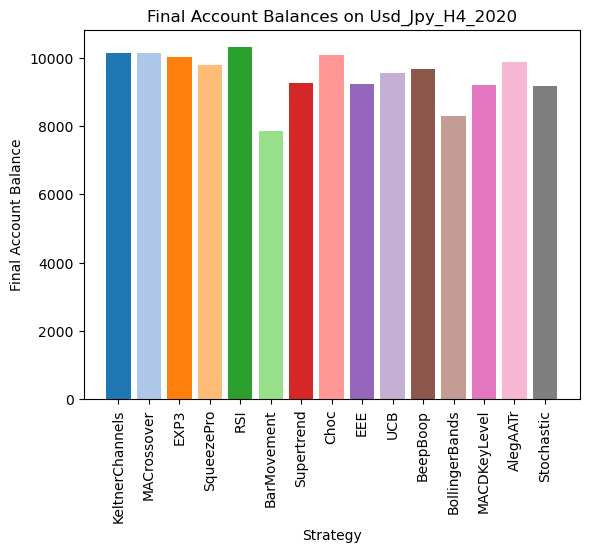 Final Account Balances on Usd_Jpy_H4_2020
Final Account Balance
10000
8000
6000
4000
2000
0
KeltnerChannels
MACrossover
EXP3
SqueezePro
RSI
BarMovement
Supertrend
Choc
EEE
UCB
BeepBoop
BollingerBands
MACDKeyLevel
AlegAATr
Stochastic
Strategy